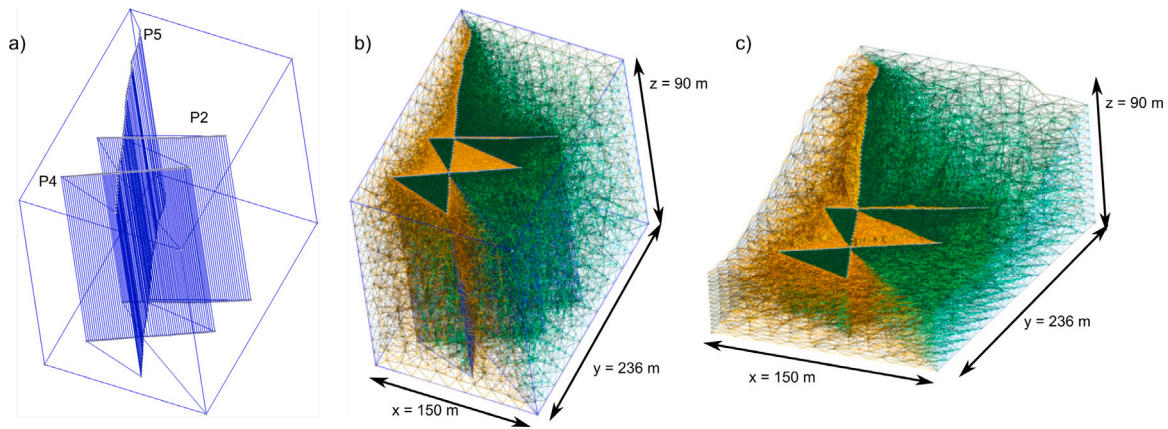 a)
P5
P2
P4
b)
z = 90 m
y = 236 m
x = 150 m
c)
z = 90 m
y = 236 m
x = 150 m